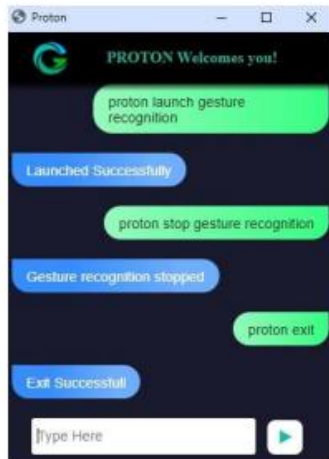 Proton
PROTON Welcomes you!
proton launch gesture
recognition
Launched Successfully
proton stop gesture recognition
Gesture recognition stopped
proton exit
Exit Successfull
Type Here